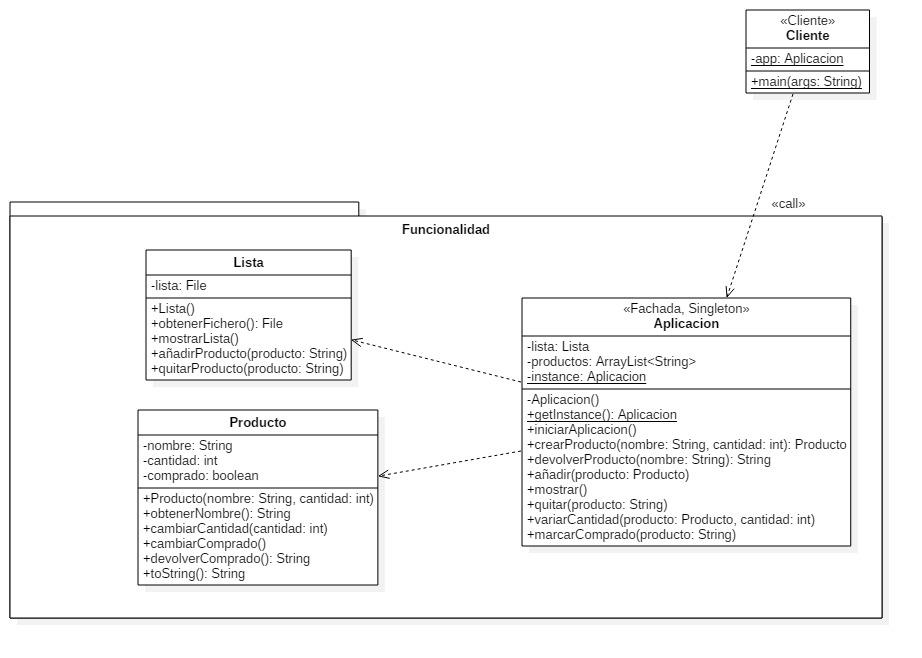 «Cliente»
Cliente
-app: Aplicacion
+main(args: String)
«call»
Funcionalidad
Lista
-lista: File
+Lista()
+obtenerFichero(): File
+mostrarLista()
+añadirProducto(producto: String)
+quitarProducto(producto: String)
«Fachada, Singleton»
Aplicacion
-lista: Lista
-productos: ArrayList<String>
-instance: Aplicacion
-Aplicacion()
+getInstance(): Aplicacion
+iniciarAplicacion()
+crearProducto(nombre: String, cantidad: int): Producto
+devolverProducto(nombre: String): String
+añadir(producto: Producto)
+mostrar()
+quitar(producto: String)
+variarCantidad(producto: Producto, cantidad: int)
+marcarComprado(producto: String)
Producto
-nombre: String
-cantidad: int
-comprado: boolean
+Producto(nombre: String, cantidad: int)
+obtenerNombre(): String
+cambiarCantidad(cantidad: int)
+cambiarComprado()
+devolverComprado(): String
+toString(): String